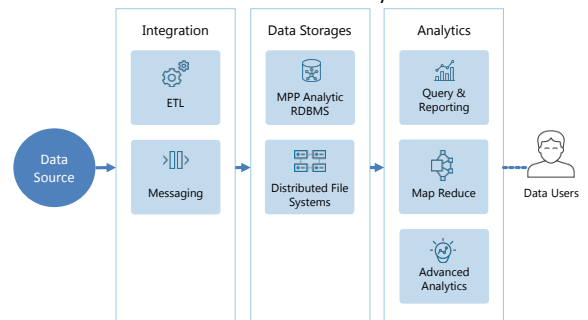 Integration
ETL
Messaging
Data Storages
MPP Analytic
RDBMS
Distributed File
Systems
Analytics
Query &
Reporting
Map Reduce
Advanced
Analytics
Data
Source
Data Users